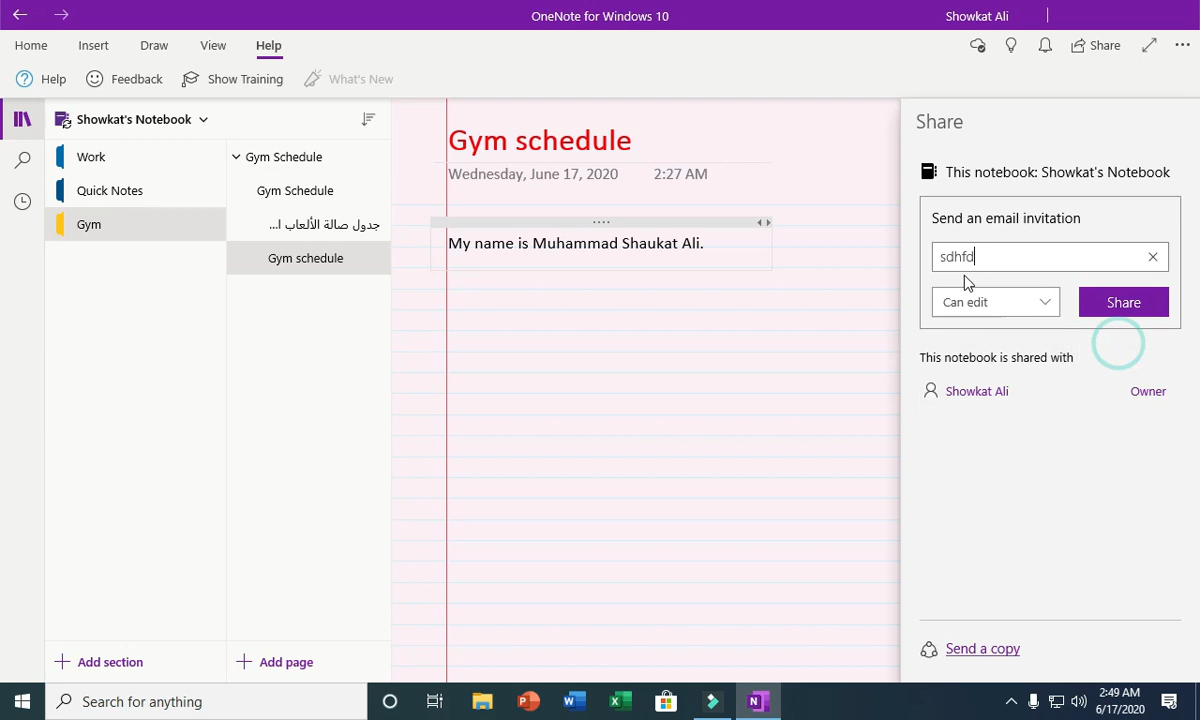 OneNote for Windows 10
Showkat Ali
Home
Insert
Draw
View
Help
Share
Help
Feedback
Show Training
What's New
Showkat's Notebook
Work
Quick Notes
Gym
Gym Schedule
Gym Schedule
جدول صالة الألعاب ا...
Gym schedule
Gym schedule
Wednesday, June 17, 2020 2:27 AM
My name is Muhammad Shaukat Ali.
Share
This notebook: Showkat's Notebook
Send an email invitation
sdhfd
Can edit
Share
This notebook is shared with
Showkat Ali Owner
Send a copy
Add section
Add page
Search for anything
2:49 AM
6/17/2020